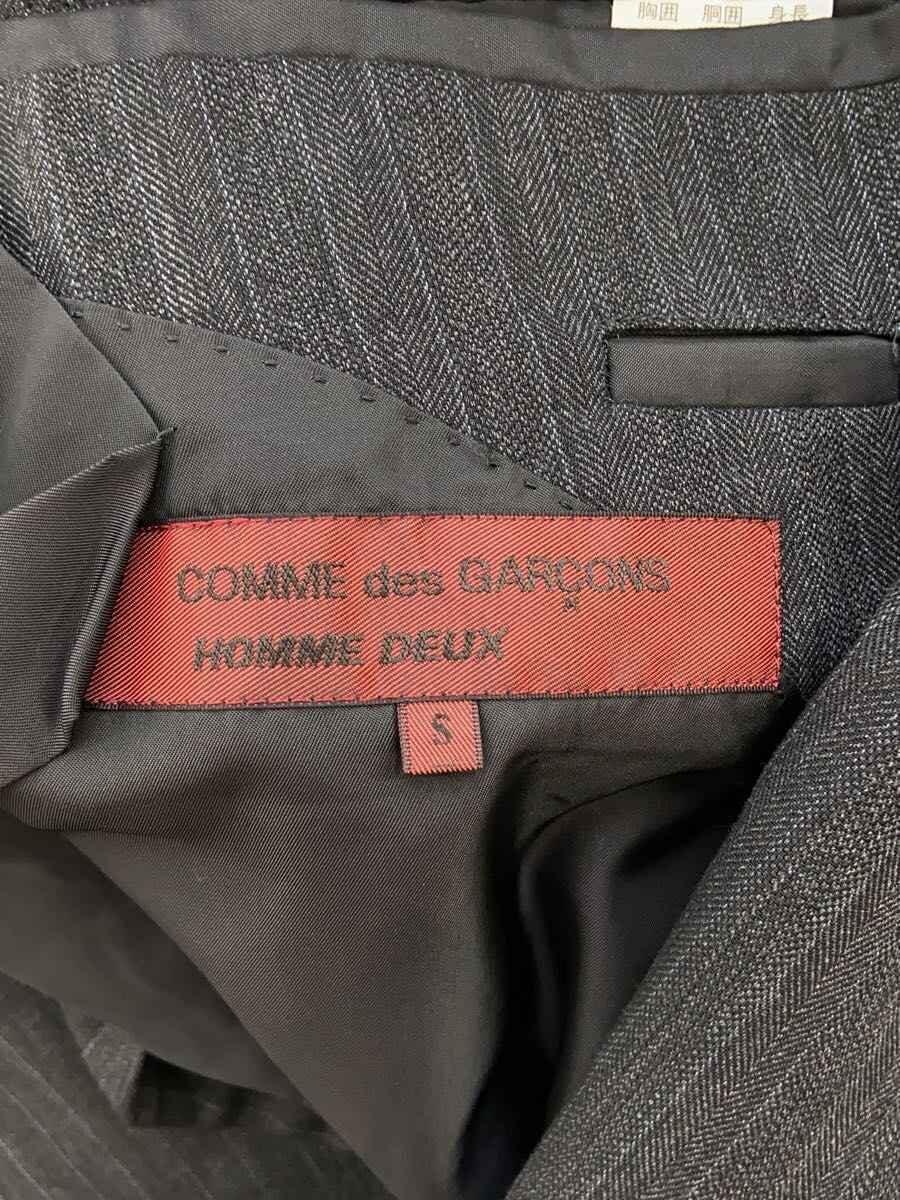 胸囲 胴囲 身長
COMME des GARÇONS
HOMME DEUX
S